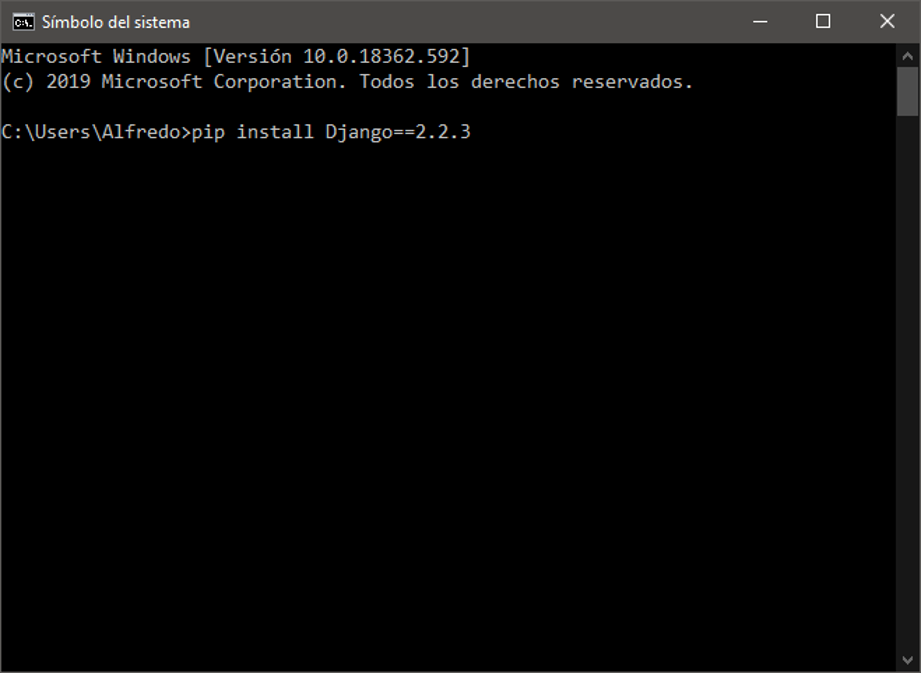 Símbolo del sistema
Microsoft Windows [Versión 10.0.18362.592]
(c) 2019 Microsoft Corporation. Todos los derechos reservados.
C:\Users\Alfredo>pip install Django==2.2.3